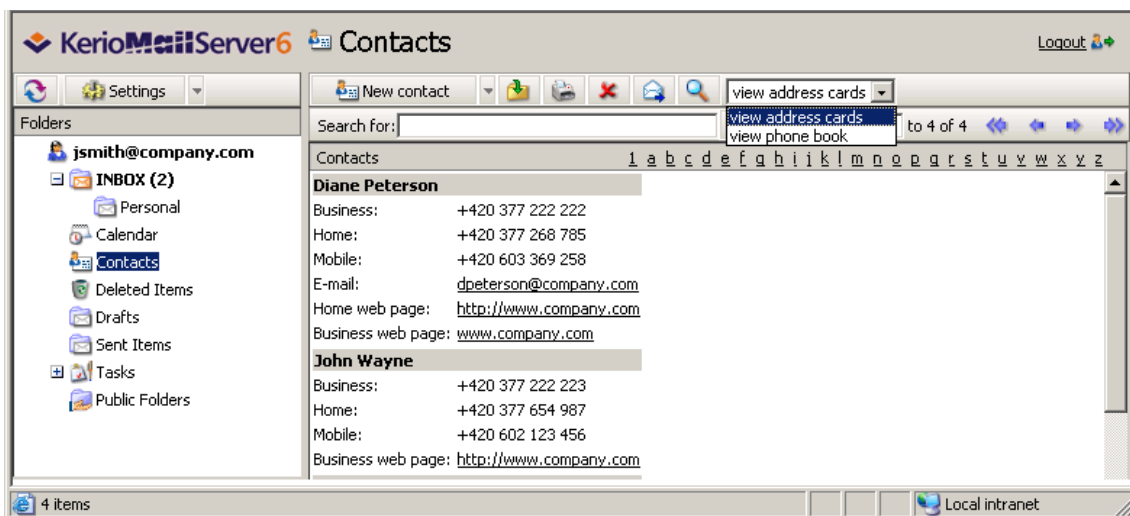 KerioMailServer6 Contacts Logout
Settings New contact view address cards
view address cards
view phone book
Folders Search for: to 4 of 4
jsmith@company.com
INBOX (2)
Personal
Calendar
Contacts
Deleted Items
Drafts
Sent Items
Tasks
Public Folders
Contacts 1 a b c d e f g h i j k l m n o p q r s t u v w x y z
Diane Peterson
Business: +420 377 222 222
Home: +420 377 268 785
Mobile: +420 603 369 258
E-mail: dpeterson@company.com
Home web page: http://www.company.com
Business web page: www.company.com
John Wayne
Business: +420 377 222 223
Home: +420 377 654 987
Mobile: +420 602 123 456
Business web page: http://www.company.com
4 items Local intranet